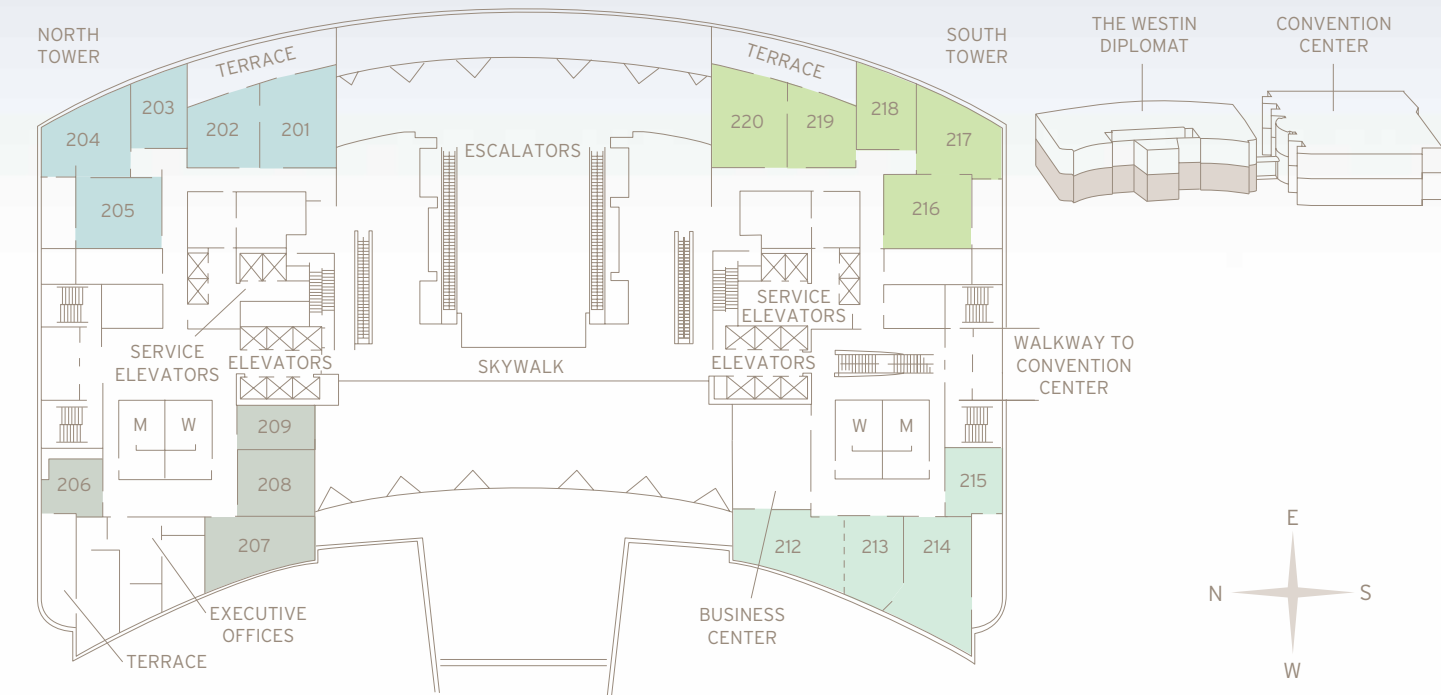 NORTH
TOWER
TERRACE
TERRACE
SOUTH
TOWER
THE WESTIN
DIPLOMAT
CONVENTION
CENTER
204
203
202
201
205
ESCALATORS
220
219
218
217
216
SERVICE
ELEVATORS
ELEVATORS
SKYWALK
SERVICE
ELEVATORS
ELEVATORS
WALKWAY TO
CONVENTION
CENTER
M
W
209
208
206
207
W
M
215
212
213
214
EXECUTIVE
OFFICES
TERRACE
BUSINESS
CENTER
E
N
S
W